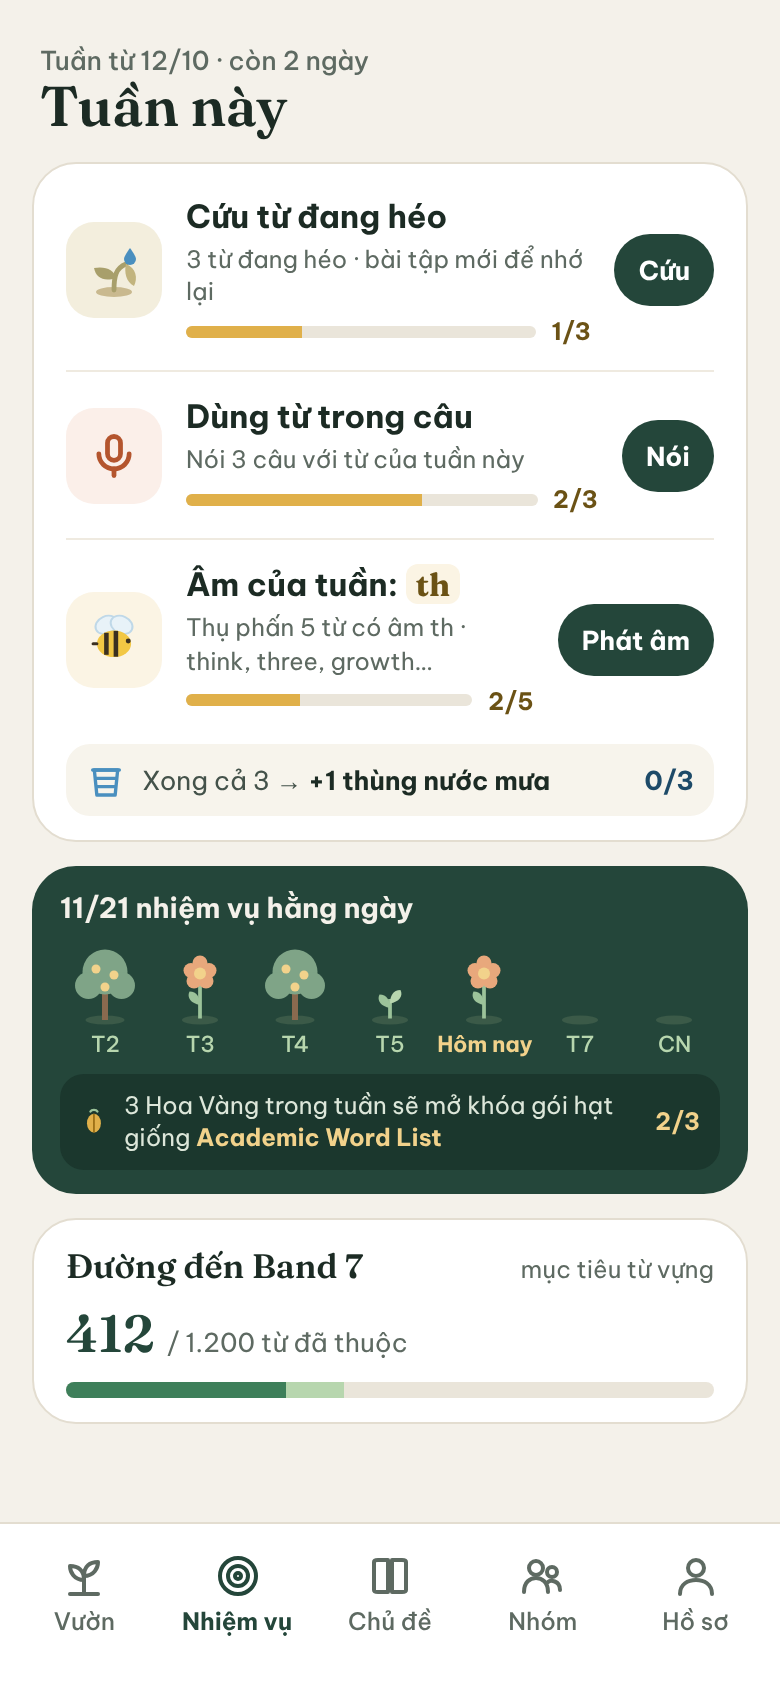 Tuần từ 12/10 · còn 2 ngày
Tuần này
Cứu từ đang héo
3 từ đang héo · bài tập mới để nhớ
lại
1/3
Cứu
Dùng từ trong câu
Nói 3 câu với từ của tuần này
2/3
Nói
Âm của tuần: th
Thụ phấn 5 từ có âm th ·
think, three, growth...
2/5
Phát âm
Xong cả 3 → +1 thùng nước mưa 0/3
11/21 nhiệm vụ hằng ngày
T2 T3 T4 T5 Hôm nay T7 CN
3 Hoa Vàng trong tuần sẽ mở khóa gói hạt
giống Academic Word List
2/3
Đường đến Band 7 mục tiêu từ vựng
412 / 1.200 từ đã thuộc
Vườn Nhiệm vụ Chủ đề Nhóm Hồ sơ